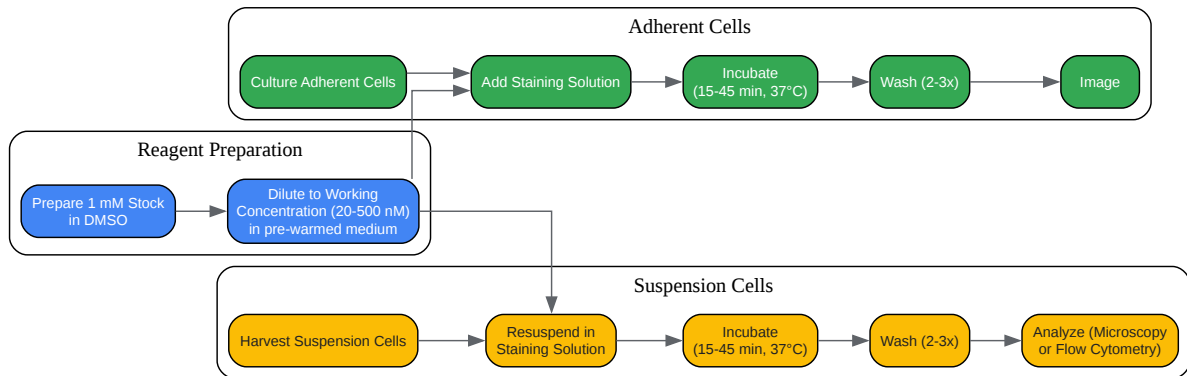 Adherent Cells
Culture Adherent Cells
Add Staining Solution
Incubate
(15-45 min, 37°C)
Wash (2-3x)
Image
Reagent Preparation
Prepare 1 mM Stock
in DMSO
Dilute to Working
Concentration (20-500 nM)
in pre-warmed medium
Suspension Cells
Harvest Suspension Cells
Resuspend in
Staining Solution
Incubate
(15-45 min, 37°C)
Wash (2-3x)
Analyze (Microscopy
or Flow Cytometry)